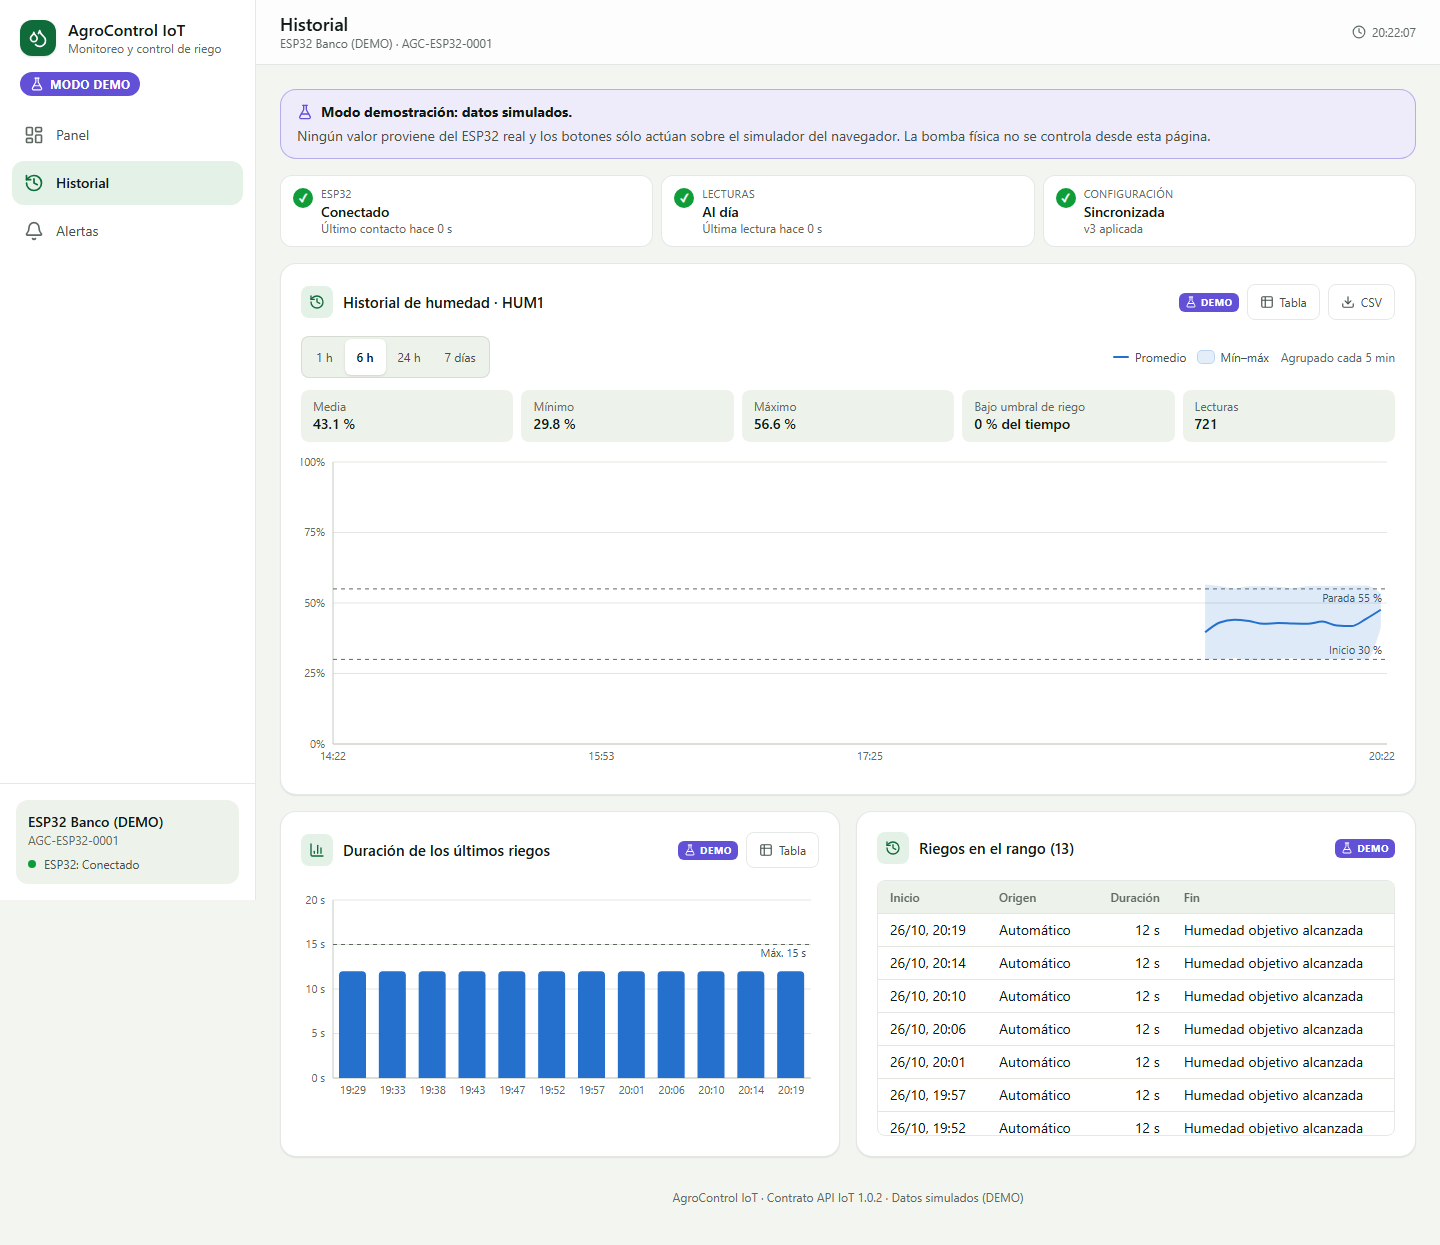 AgroControl IoT
Monitoreo y control de riego
MODO DEMO
Panel
Historial
Alertas
ESP32 Banco (DEMO)
AGC-ESP32-0001
ESP32: Conectado
Historial
ESP32 Banco (DEMO) · AGC-ESP32-0001
20:22:07
Modo demostración: datos simulados.
Ningún valor proviene del ESP32 real y los botones sólo actúan sobre el simulador del navegador. La bomba física no se controla desde esta página.
ESP32
Conectado
Último contacto hace 0 s
LECTURAS
Al día
Última lectura hace 0 s
CONFIGURACIÓN
Sincronizada
v3 aplicada
Historial de humedad · HUM1
DEMO
Tabla
CSV
1 h 6 h 24 h 7 días
Promedio Mín–máx Agrupado cada 5 min
Media
43.1 %
Mínimo
29.8 %
Máximo
56.6 %
Bajo umbral de riego
0 % del tiempo
Lecturas
721
100%
75%
50%
25%
0%
Parada 55 %
Inicio 30 %
14:22 15:53 17:25 20:22
Duración de los últimos riegos
DEMO
Tabla
20 s
15 s
10 s
5 s
0 s
Máx. 15 s
19:29 19:33 19:38 19:43 19:47 19:52 19:57 20:01 20:06 20:10 20:14 20:19
Riegos en el rango (13)
DEMO
Inicio Origen Duración Fin
26/10, 20:19 Automático 12 s Humedad objetivo alcanzada
26/10, 20:14 Automático 12 s Humedad objetivo alcanzada
26/10, 20:10 Automático 12 s Humedad objetivo alcanzada
26/10, 20:06 Automático 12 s Humedad objetivo alcanzada
26/10, 20:01 Automático 12 s Humedad objetivo alcanzada
26/10, 19:57 Automático 12 s Humedad objetivo alcanzada
26/10, 19:52 Automático 12 s Humedad objetivo alcanzada
AgroControl IoT · Contrato API IoT 1.0.2 · Datos simulados (DEMO)